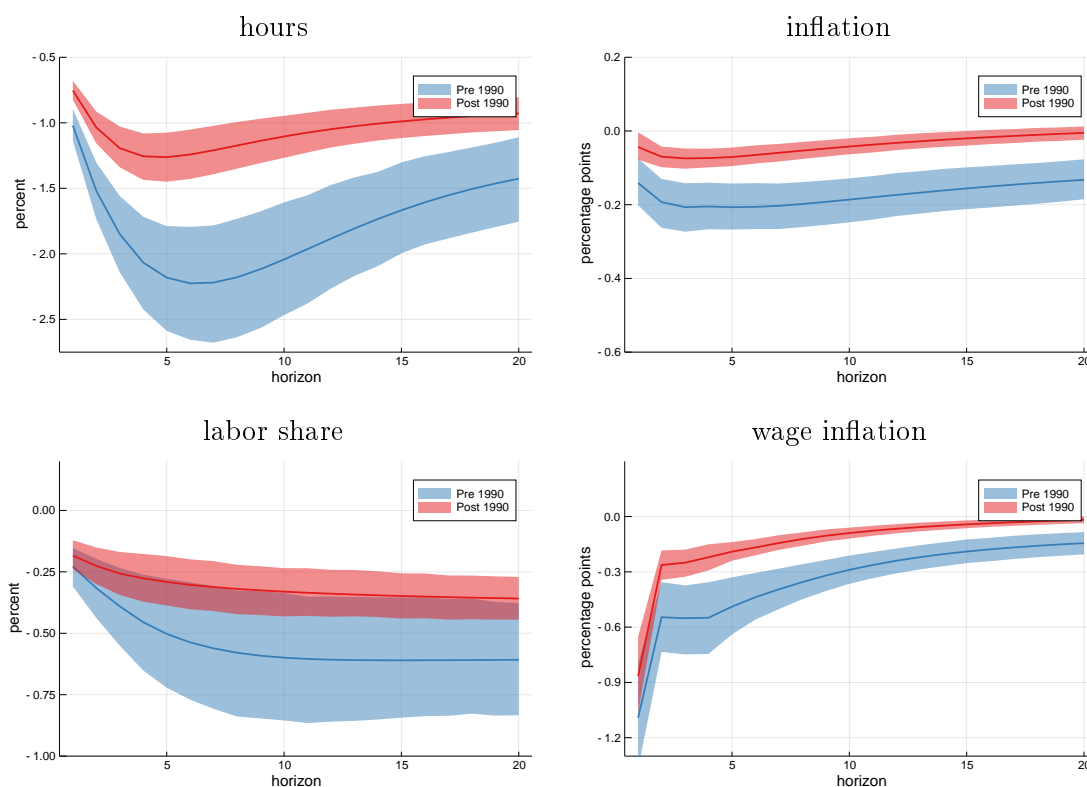 hours
- 0.5
- 1.0
- 1.5
- 2.0
- 2.5
percent
5
10
15
20
horizon
Pre 1990
Post 1990
inflation
0.2
0.0
- 0.2
- 0.4
- 0.6
percentage points
5
10
15
20
horizon
Pre 1990
Post 1990
labor share
0.00
- 0.25
- 0.50
- 0.75
- 1.00
percent
5
10
15
20
horizon
Pre 1990
Post 1990
wage inflation
0.0
- 0.3
- 0.6
- 0.9
- 1.2
percentage points
5
10
15
20
horizon
Pre 1990
Post 1990